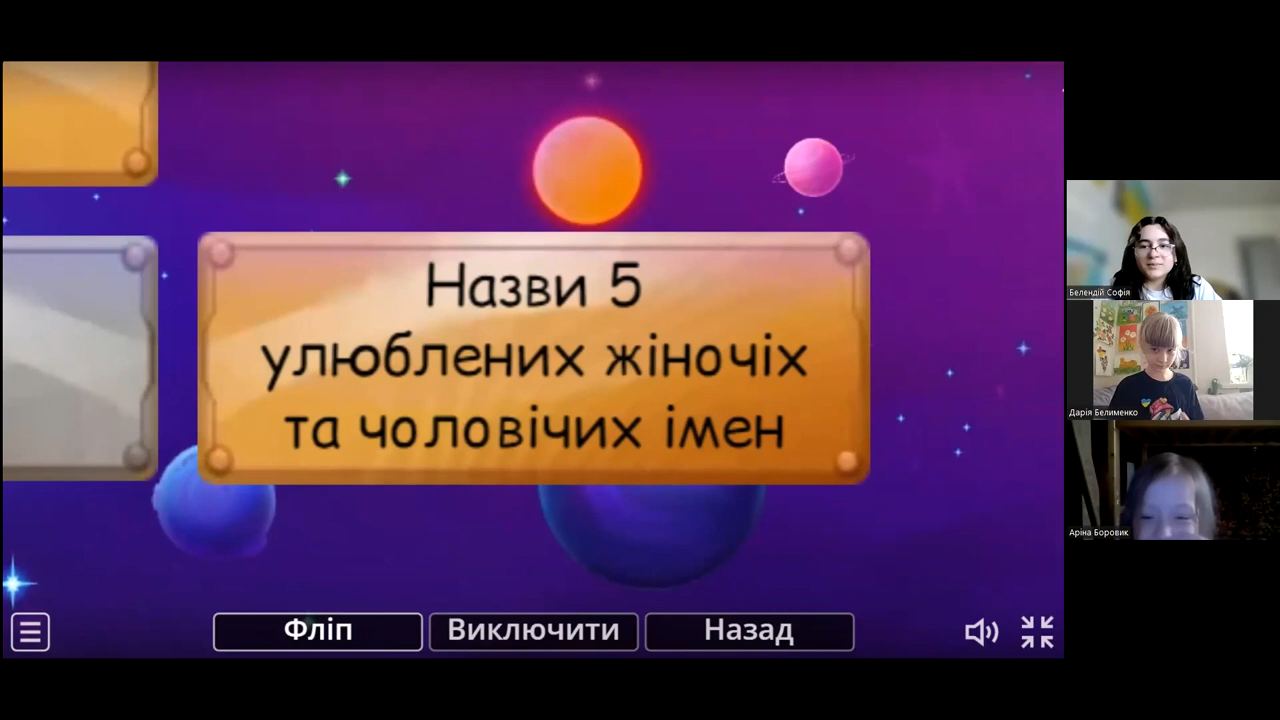 Назви 5
улюблених жіночіх
та чоловічих імен
Фліп
Виключити
Назад
Белендій Софія
Дарія Белименко
Аріна Боровик